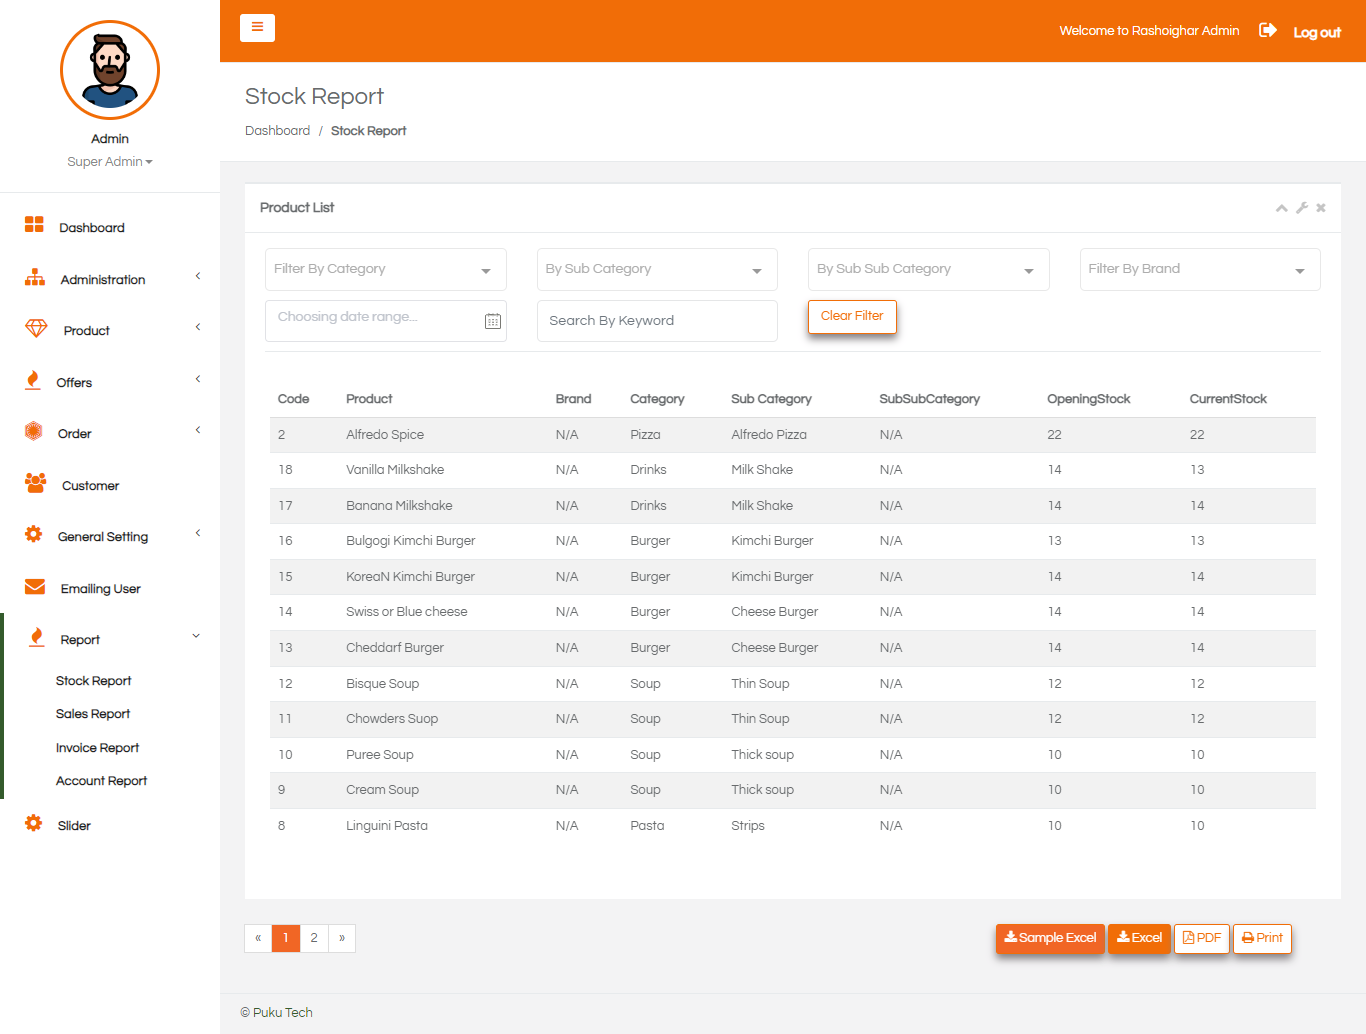 Welcome to Rashoighar Admin Log out
Admin
Super Admin
Dashboard
Administration
Product
Offers
Order
Customer
General Setting
Emailing User
Report
Stock Report
Sales Report
Invoice Report
Account Report
Slider
Stock Report
Dashboard / Stock Report
Product List
Filter By Category By Sub Category By Sub Sub Category Filter By Brand
Choosing date range... Search By Keyword Clear Filter
Code Product Brand Category Sub Category SubSubCategory OpeningStock CurrentStock
2 Alfredo Spice N/A Pizza Alfredo Pizza N/A 22 22
18 Vanilla Milkshake N/A Drinks Milk Shake N/A 14 13
17 Banana Milkshake N/A Drinks Milk Shake N/A 14 14
16 Bulgogi Kimchi Burger N/A Burger Kimchi Burger N/A 13 13
15 KoreaN Kimchi Burger N/A Burger Kimchi Burger N/A 14 14
14 Swiss or Blue cheese N/A Burger Cheese Burger N/A 14 14
13 Cheddarf Burger N/A Burger Cheese Burger N/A 14 14
12 Bisque Soup N/A Soup Thin Soup N/A 12 12
11 Chowders Suop N/A Soup Thin Soup N/A 12 12
10 Puree Soup N/A Soup Thick soup N/A 10 10
9 Cream Soup N/A Soup Thick soup N/A 10 10
8 Linguini Pasta N/A Pasta Strips N/A 10 10
« 1 2 » Sample Excel Excel PDF Print
© Puku Tech